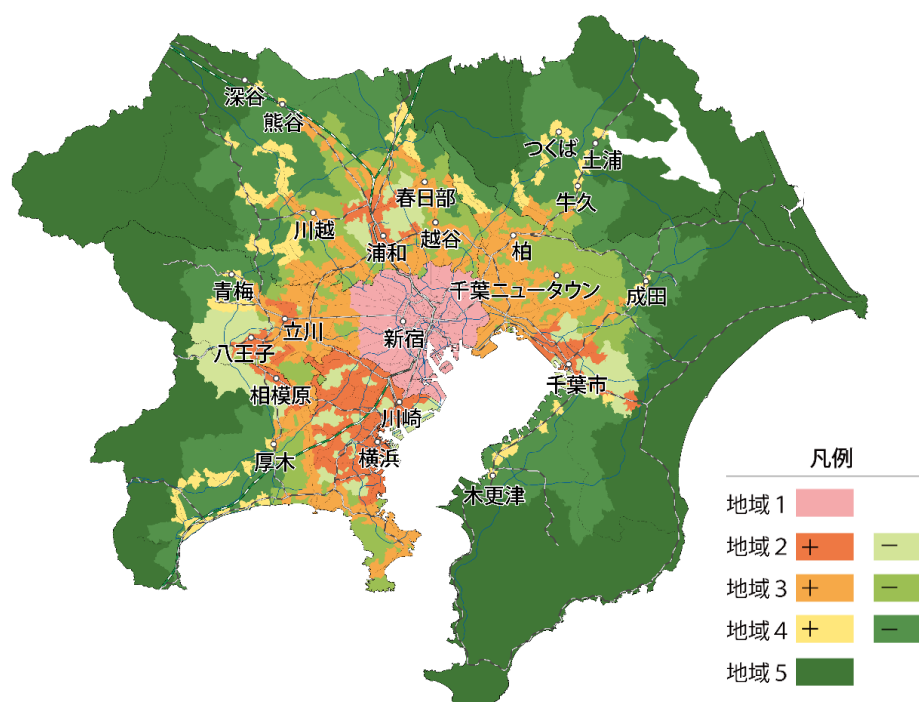 深谷
熊谷
つくば
土浦
春日部
牛久
川越
浦和
越谷
柏
青梅
千葉ニュータウン
成田
立川
新宿
八王子
千葉市
相模原
川崎
厚木
横浜
木更津
凡例
地域1
地域2 + −
地域3 + −
地域4 + −
地域5